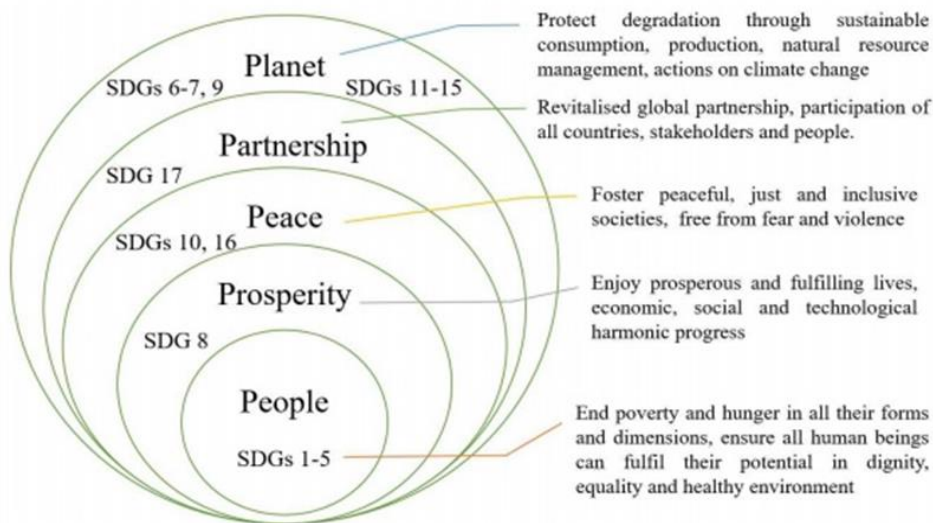 Planet
SDGs 6-7, 9
SDGs 11-15
Protect degradation through sustainable
consumption, production, natural resource
management, actions on climate change
Partnership
SDG 17
Revitalised global partnership, participation of
all countries, stakeholders and people.
Peace
SDGs 10, 16
Foster peaceful, just and inclusive
societies, free from fear and violence
Prosperity
SDG 8
Enjoy prosperous and fulfilling lives,
economic, social and technological
harmonic progress
People
SDGs 1-5
End poverty and hunger in all their forms
and dimensions, ensure all human beings
can fulfil their potential in dignity,
equality and healthy environment